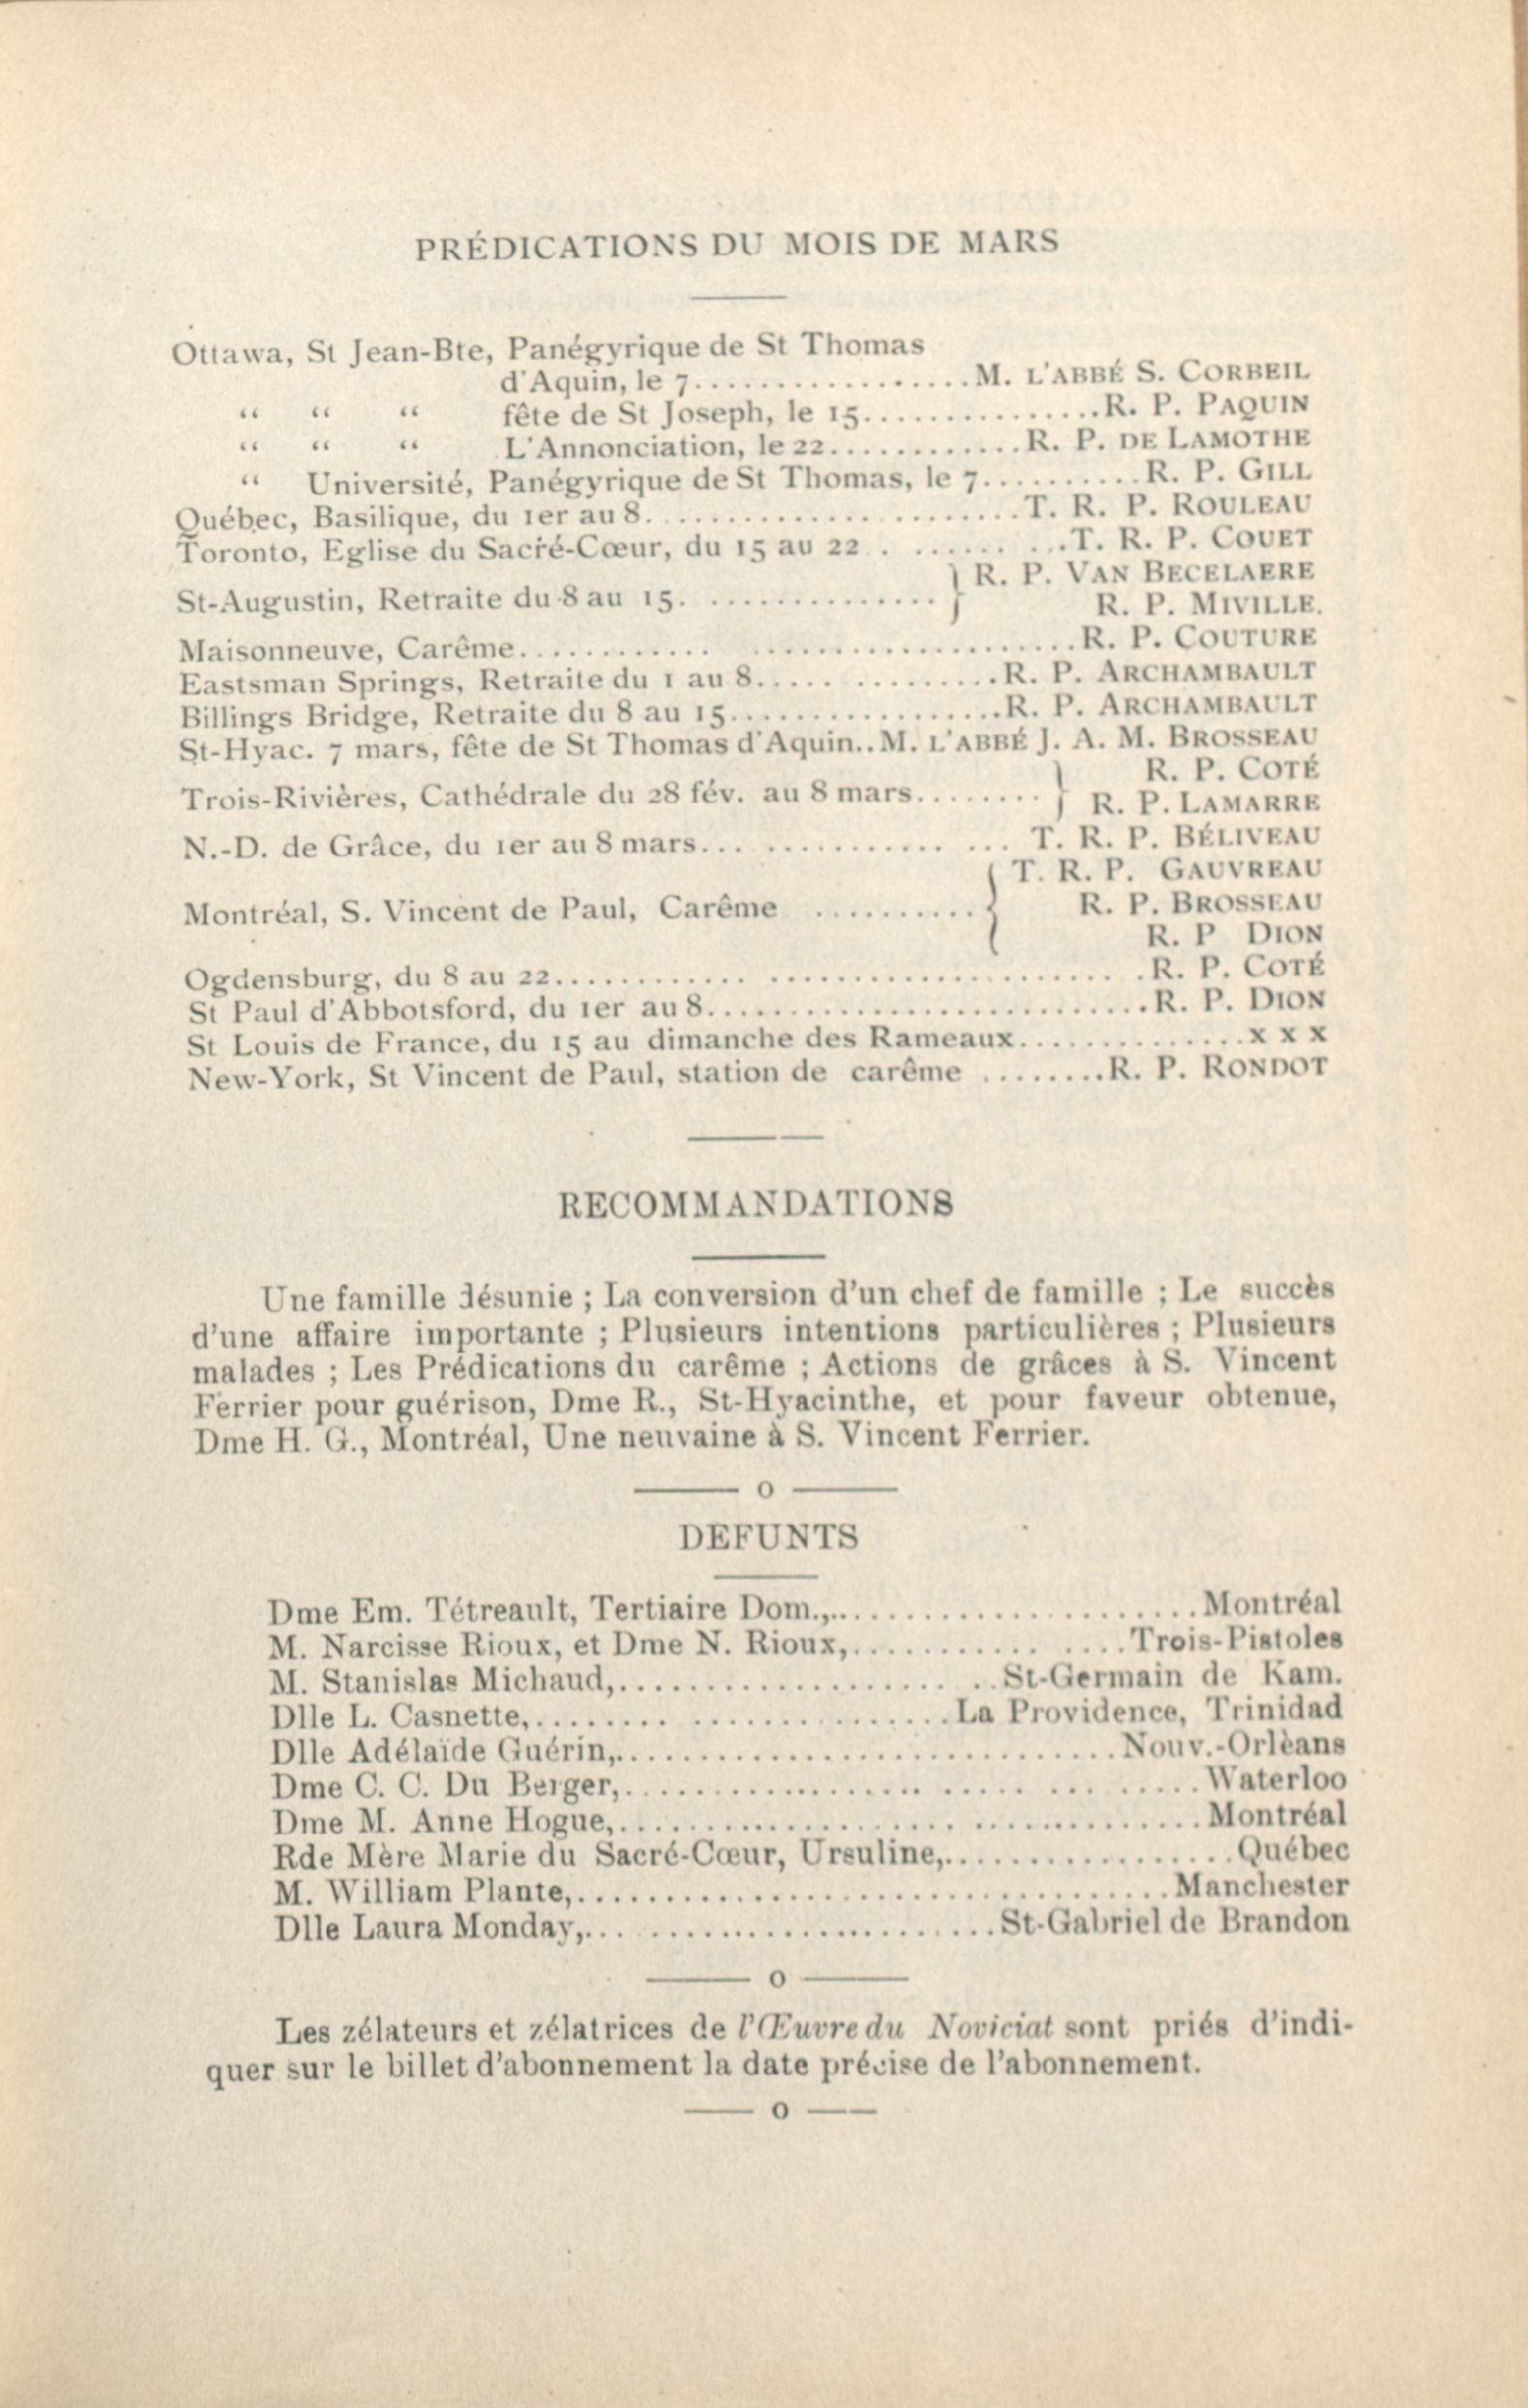 PRÉDICATIONS DU MOIS DE MARS
Ottawa, St Jean-Bte, Panégyrique de St Thomas
d'Aquin, le 7.................M. L'ABBÉ S. CORBEIL
“ “ “ fête de St Joseph, le 15...............R. P. PAQUIN
“ “ “ L'Annonciation, le 22............R. P. DE LAMOTHE
“ Université, Panégyrique de St Thomas, le 7..........R. P. GILL
Québec, Basilique, du 1er au 8........................T. R. P. ROULEAU
Toronto, Eglise du Sacré-Cœur, du 15 au 22..........T. R. P. COUET
St-Augustin, Retraite du 8 au 15................ } R. P. VAN BECELAERE
R. P. MIVILLE.
Maisonneuve, Carême.................................R. P. COUTURE
Eastsman Springs, Retraite du 1 au 8..............R. P. ARCHAMBAULT
Billings Bridge, Retraite du 8 au 15.................R. P. ARCHAMBAULT
St-Hyac. 7 mars, fête de St Thomas d'Aquin..M. L'ABBÉ J. A. M. BROSSEAU
Trois-Rivières, Cathédrale du 28 fév. au 8 mars........ } R. P. COTÉ
R. P. LAMARRE
N.-D. de Grâce, du 1er au 8 mars.................. T. R. P. BÉLIVEAU
Montréal, S. Vincent de Paul, Carême .......... { T. R. P. GAUVREAU
R. P. BROSSEAU
R. P DION
Ogdensburg, du 8 au 22...................................R. P. COTÉ
St Paul d'Abbotsford, du 1er au 8............................R. P. DION
St Louis de France, du 15 au dimanche des Rameaux...............X X X
New-York, St Vincent de Paul, station de carême ........R. P. RONDOT
RECOMMANDATIONS
Une famille désunie ; La conversion d'un chef de famille ; Le succès
d'une affaire importante ; Plusieurs intentions particulières ; Plusieurs
malades ; Les Prédications du carême ; Actions de grâces à S. Vincent
Ferrier pour guérison, Dme R., St-Hyacinthe, et pour faveur obtenue,
Dme H. G., Montréal, Une neuvaine à S. Vincent Ferrier.
o
DEFUNTS
Dme Em. Tétreault, Tertiaire Dom.,......................Montréal
M. Narcisse Rioux, et Dme N. Rioux,................Trois-Pistoles
M. Stanislas Michaud,....................St-Germain de Kam.
Dlle L. Casnette,........................La Providence, Trinidad
Dlle Adélaïde Guérin,..............................Nouv.-Orlèans
Dme C. C. Du Berger,..................................Waterloo
Dme M. Anne Hogue,..................................Montréal
Rde Mère Marie du Sacré-Cœur, Ursuline,..................Québec
M. William Plante,...................................Manchester
Dlle Laura Monday,.........................St-Gabriel de Brandon
o
Les zélateurs et zélatrices de l'Œuvre du Noviciat sont priés d'indi-
quer sur le billet d'abonnement la date précise de l'abonnement.
o